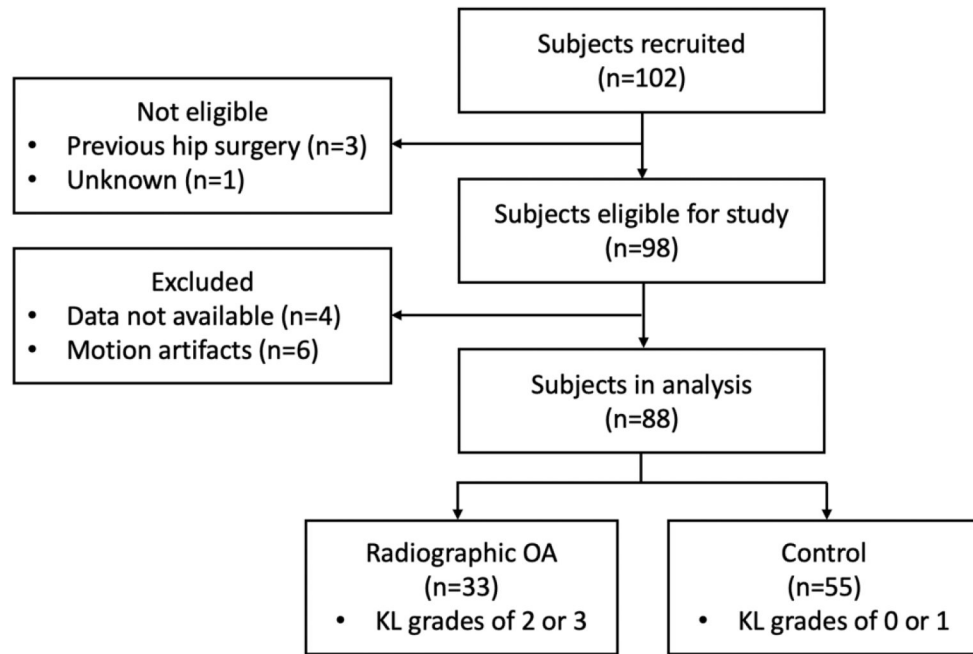 Subjects recruited
(n=102)
Not eligible
• Previous hip surgery (n=3)
• Unknown (n=1)
Subjects eligible for study
(n=98)
Excluded
• Data not available (n=4)
• Motion artifacts (n=6)
Subjects in analysis
(n=88)
Radiographic OA
(n=33)
• KL grades of 2 or 3
Control
(n=55)
• KL grades of 0 or 1